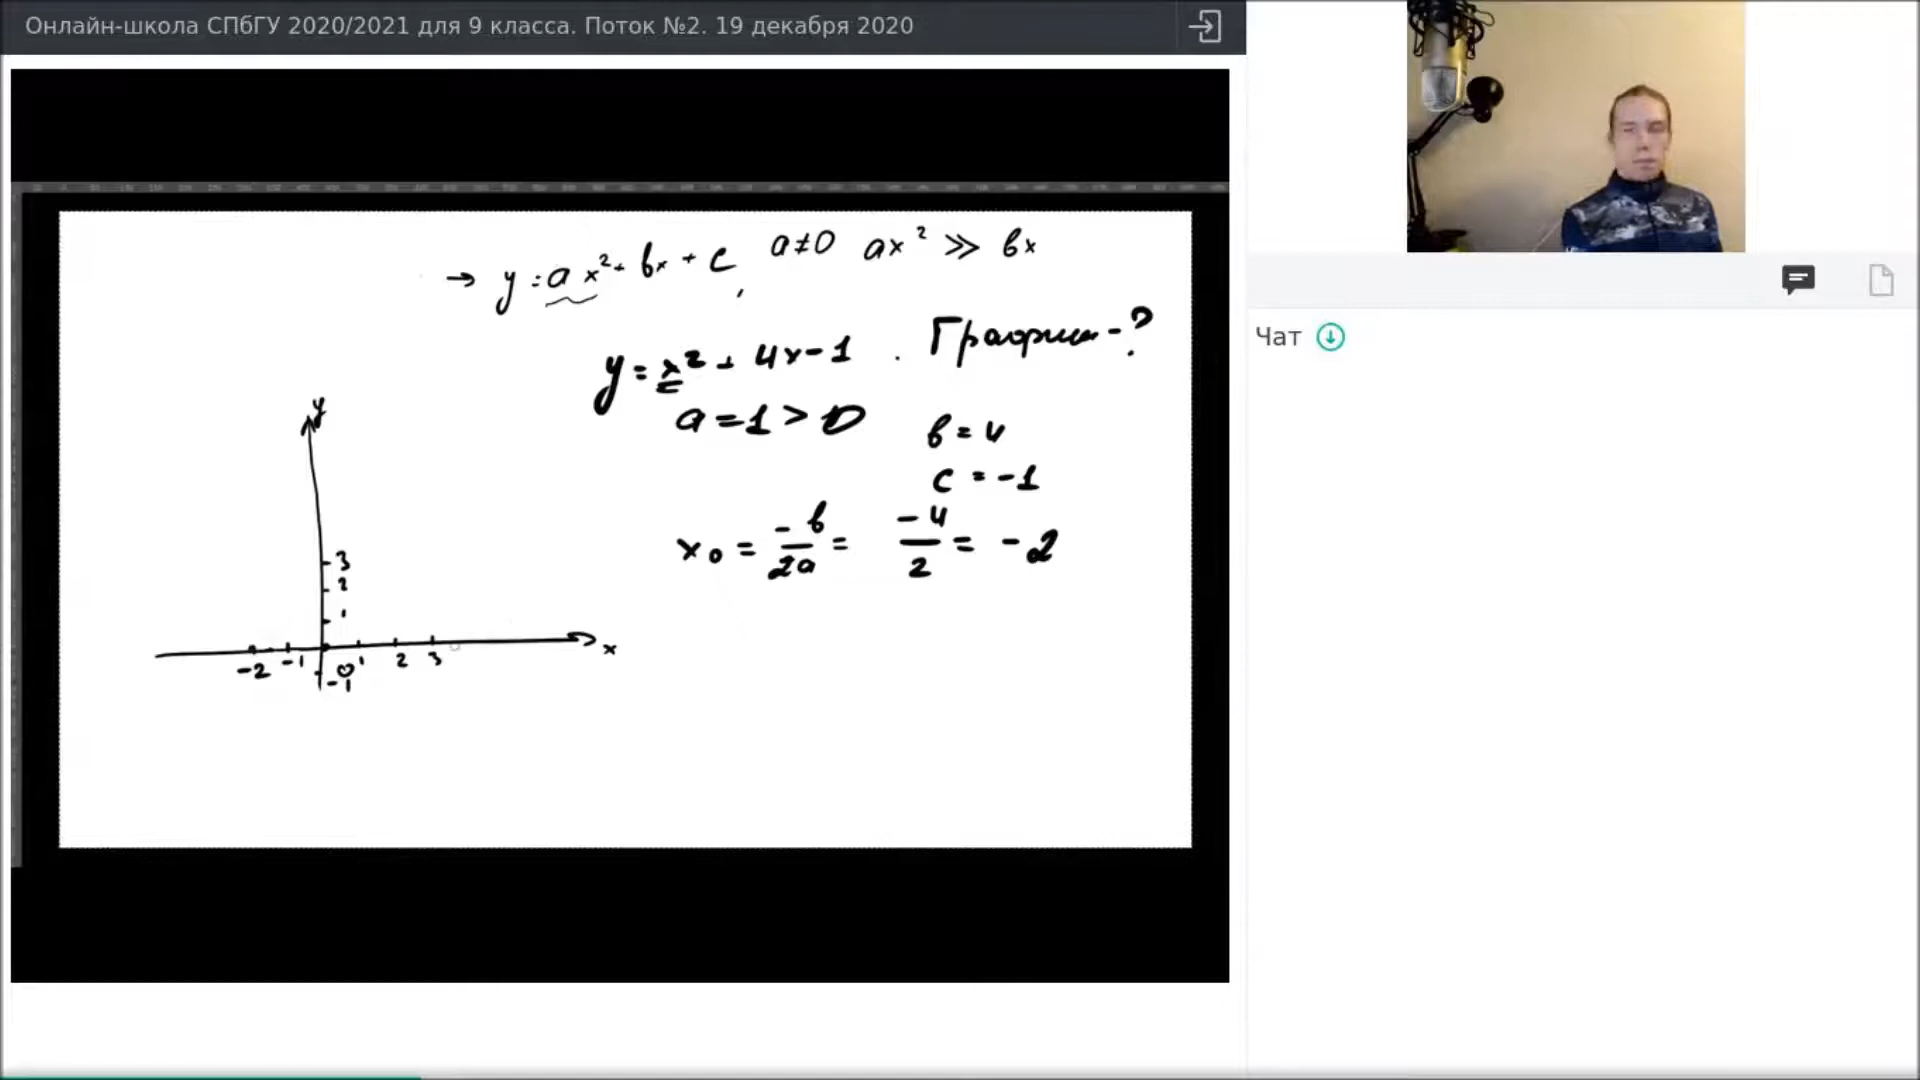 Онлайн-школа СПбГУ 2020/2021 для 9 класса. Поток №2. 19 декабря 2020
→ y = ax² + bx + c, a≠0 ax² >> bx
y = x² + 4x - 1 . График - ?
a = 1 > 0
b = 4
c = -1
x₀ = -b/2a = -4/2 = -2
y
3
2
1
-2 -1 0 1 2 3 x
-1
Чат